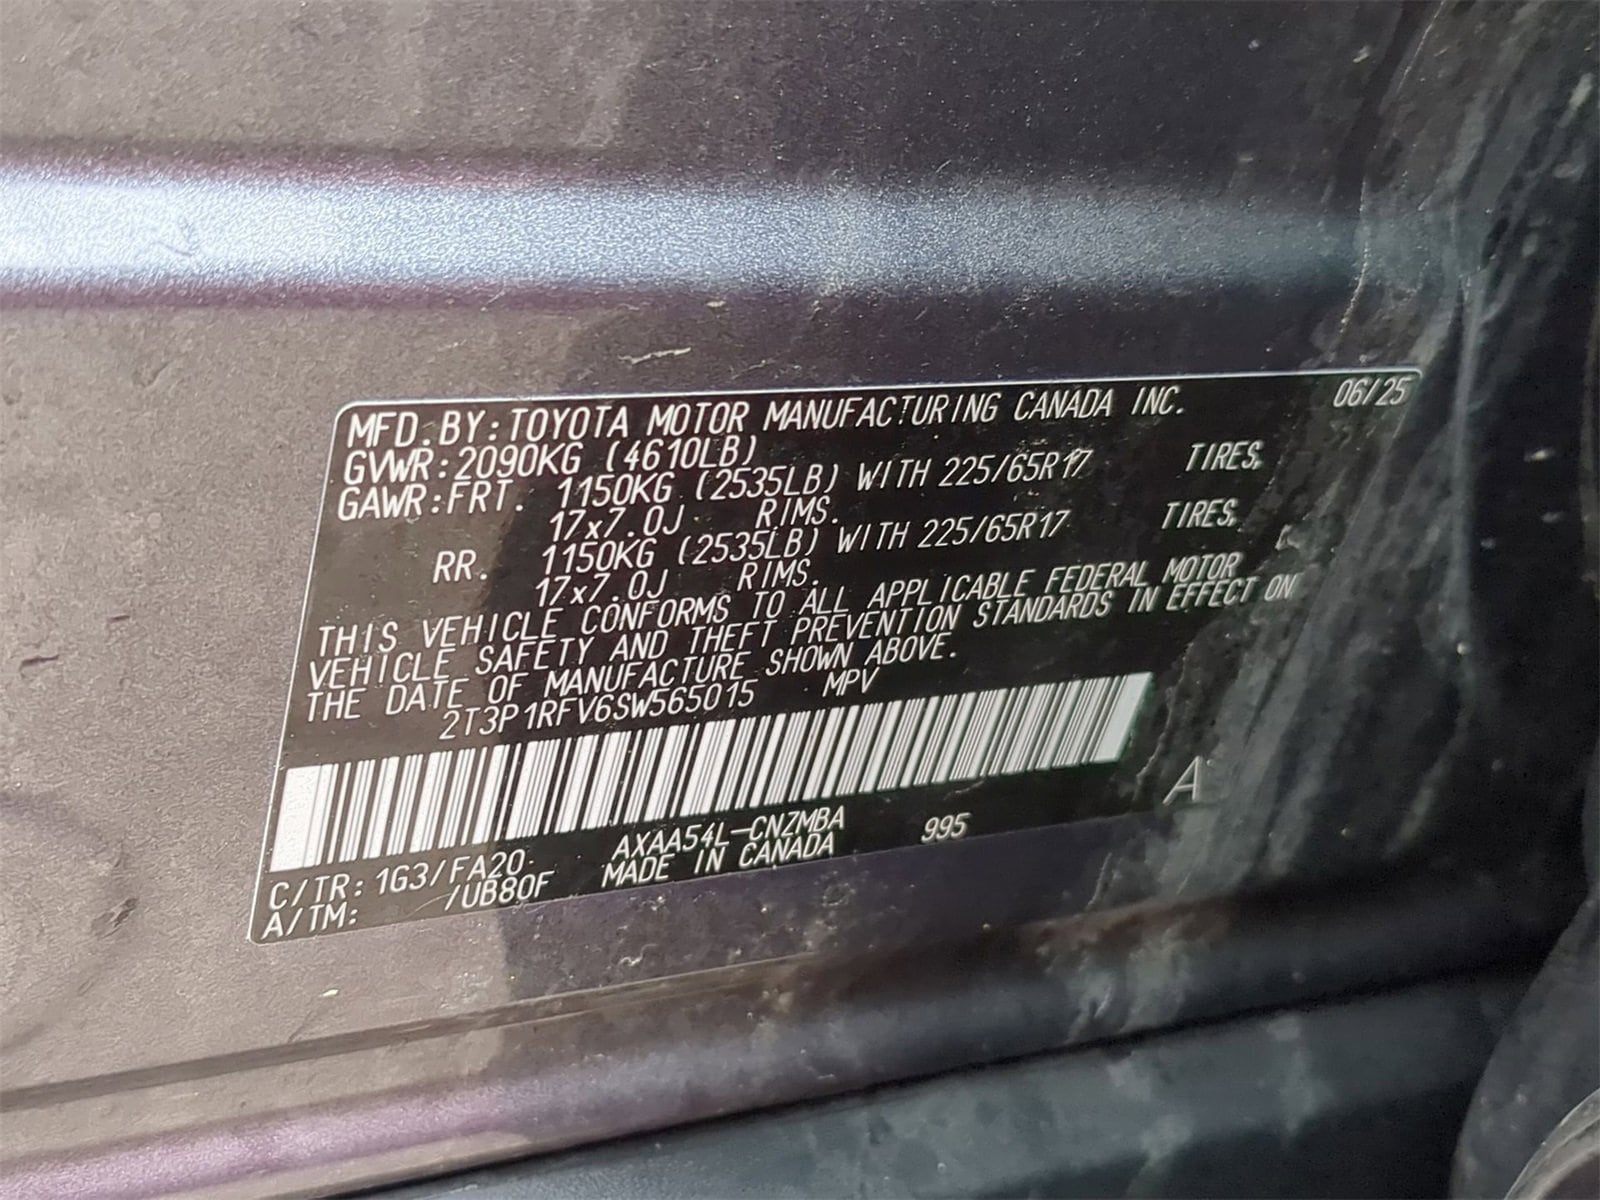 MFD.BY:TOYOTA MOTOR MANUFACTURING CANADA INC. 06/25
GVWR:2090KG (4610LB)
GAWR:FRT. 1150KG (2535LB) WITH 225/65R17 TIRES,
17x7.0J RIMS.
RR. 1150KG (2535LB) WITH 225/65R17 TIRES,
17x7.0J RIMS.
THIS VEHICLE CONFORMS TO ALL APPLICABLE FEDERAL MOTOR
VEHICLE SAFETY AND THEFT PREVENTION STANDARDS IN EFFECT ON
THE DATE OF MANUFACTURE SHOWN ABOVE.
2T3P1RFV6SW565015 MPV
A
C/TR: 1G3/FA20 AXAA54L-CNZMBA 995
A/TM: /UB80F MADE IN CANADA